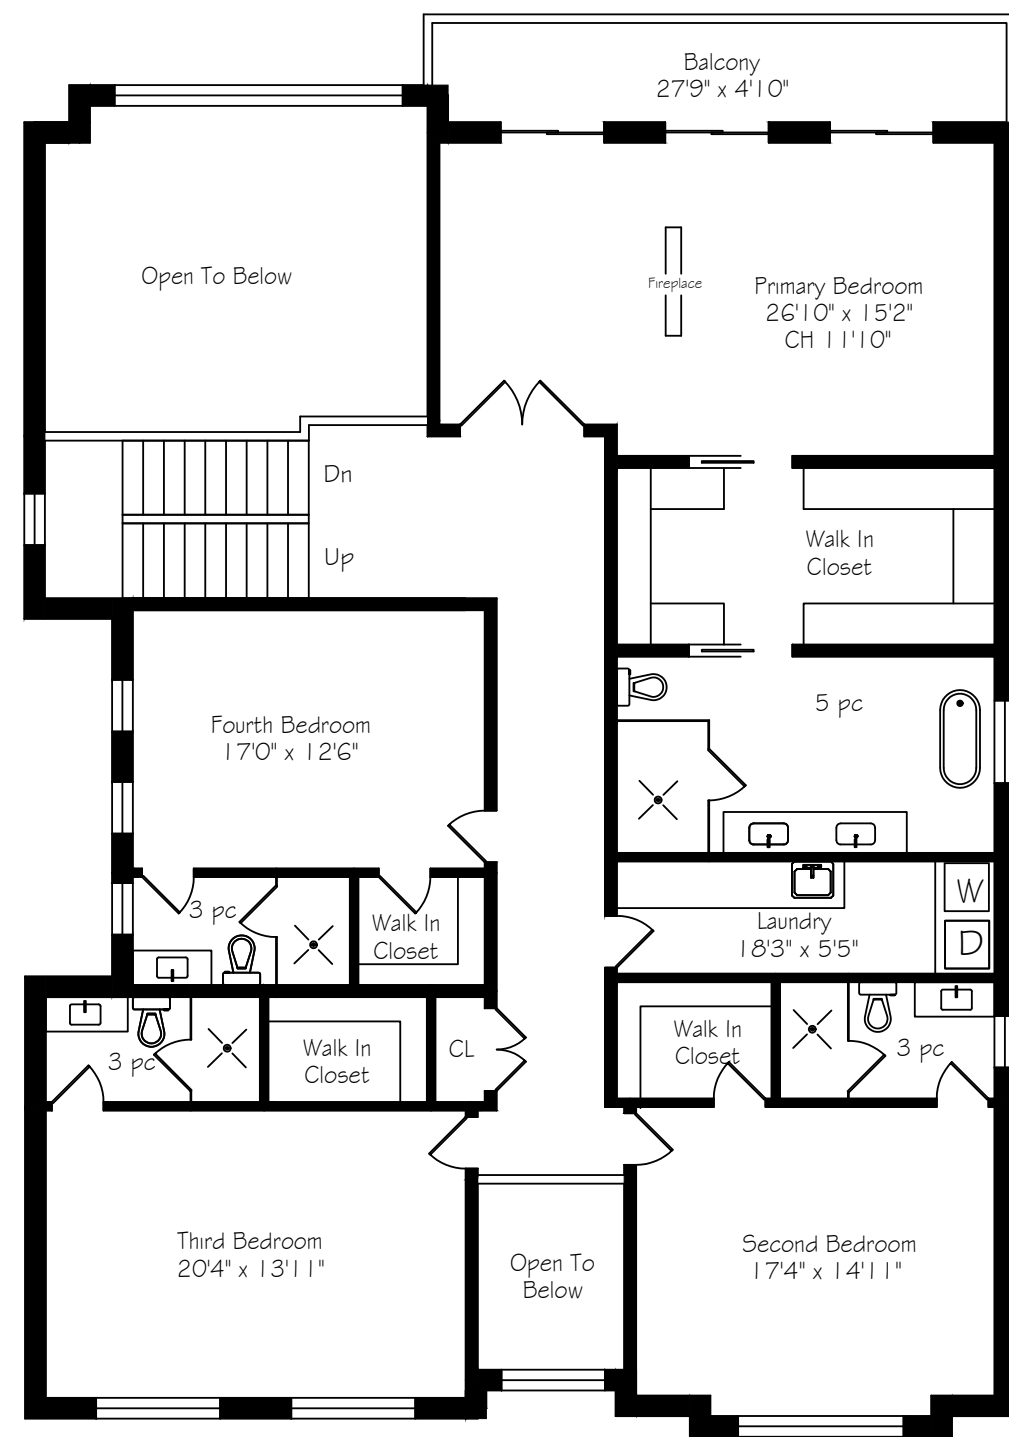 Balcony
27'9" x 4'10"
Open To Below
Fireplace
Primary Bedroom
26'10" x 15'2"
CH 11'10"
Dn
Up
Walk In
Closet
5 pc
Fourth Bedroom
17'0" x 12'6"
3 pc
Walk In
Closet
Laundry
18'3" x 5'5"
W
D
3 pc
Walk In
Closet
CL
Walk In
Closet
3 pc
Third Bedroom
20'4" x 13'11"
Open To
Below
Second Bedroom
17'4" x 14'11"